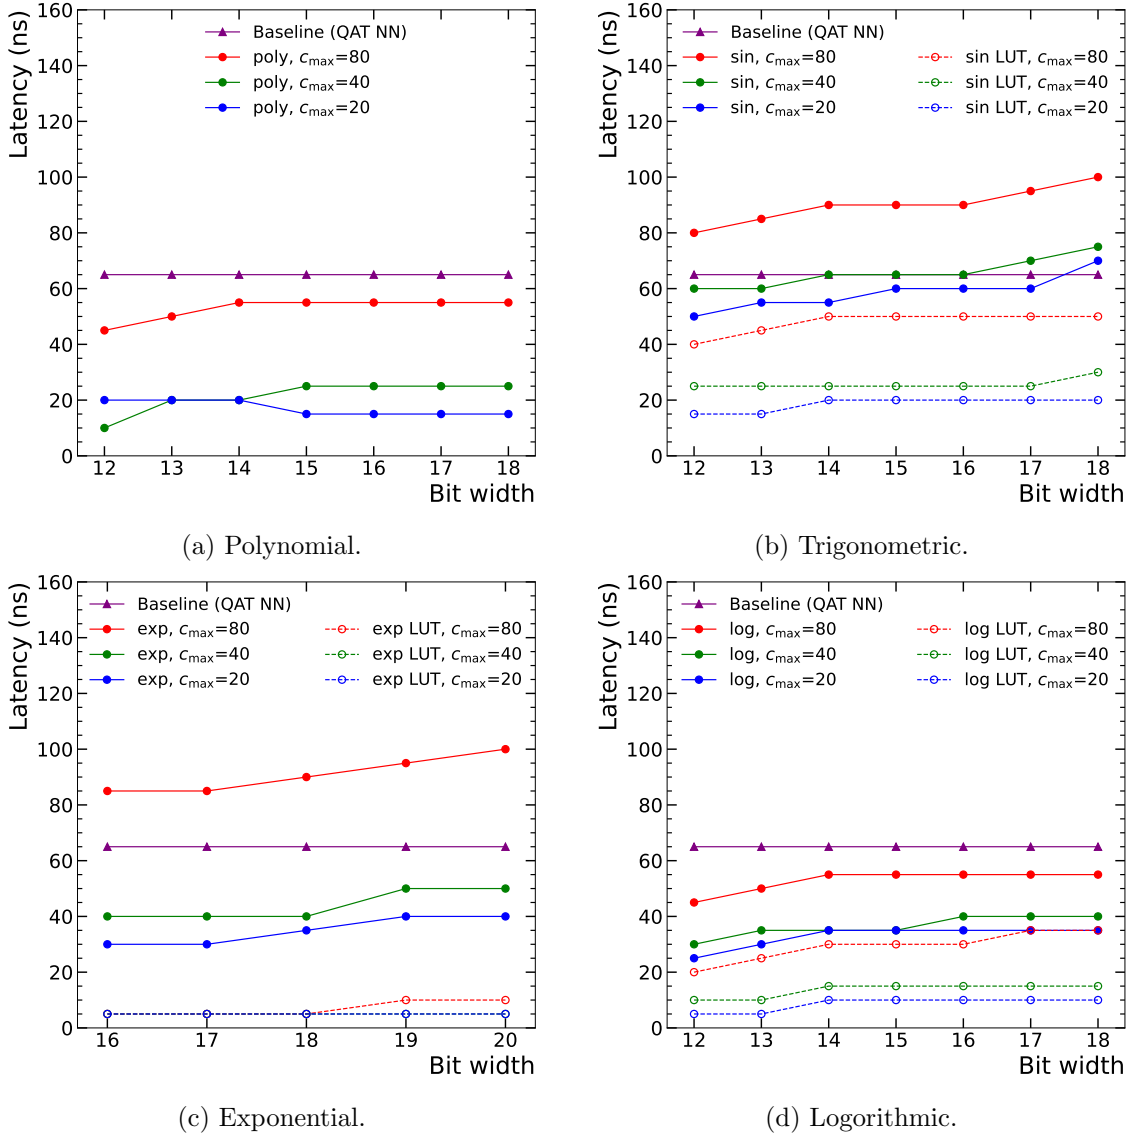 160
140
120
100
80
60
40
20
0
Latency (ns)
Baseline (QAT NN)
poly, cmax=80
poly, cmax=40
poly, cmax=20
12 13 14 15 16 17 18
Bit width
(a) Polynomial.
160
140
120
100
80
60
40
20
0
Latency (ns)
Baseline (QAT NN)
sin, cmax=80
sin, cmax=40
sin, cmax=20
sin LUT, cmax=80
sin LUT, cmax=40
sin LUT, cmax=20
12 13 14 15 16 17 18
Bit width
(b) Trigonometric.
160
140
120
100
80
60
40
20
0
Latency (ns)
Baseline (QAT NN)
exp, cmax=80
exp, cmax=40
exp, cmax=20
exp LUT, cmax=80
exp LUT, cmax=40
exp LUT, cmax=20
16 17 18 19 20
Bit width
(c) Exponential.
160
140
120
100
80
60
40
20
0
Latency (ns)
Baseline (QAT NN)
log, cmax=80
log, cmax=40
log, cmax=20
log LUT, cmax=80
log LUT, cmax=40
log LUT, cmax=20
12 13 14 15 16 17 18
Bit width
(d) Logorithmic.